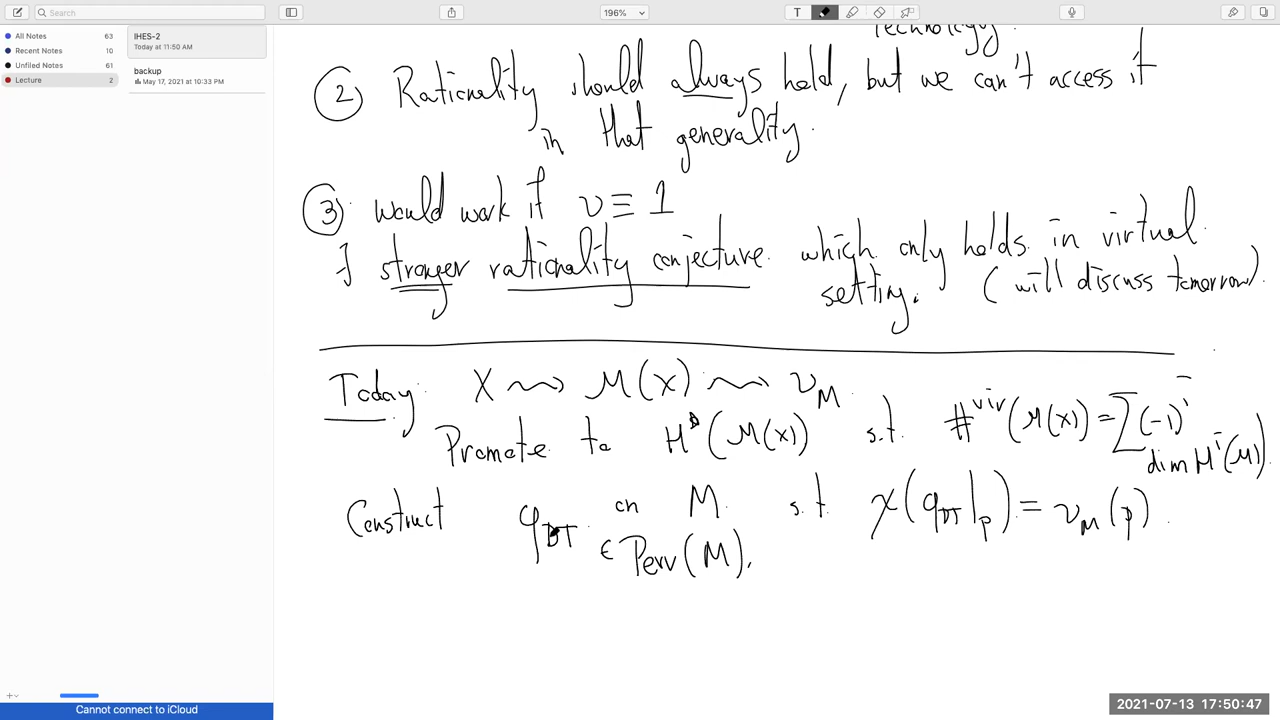 Search
196%
T
All Notes 63
Recent Notes 10
Unfiled Notes 61
Lecture 2
IHES-2
Today at 11:50 AM
backup
May 17, 2021 at 10:33 PM
technology.
② Rationality should always hold, but we can't access it
in that generality.
③ Would work if ν ≡ 1
∃ stronger rationality conjecture which only holds in virtual
setting. (will discuss tomorrow).
Today: X ⇝ M(X) ⇝ ν_M
Promote to H^•(M(X)) s.t. #^vir(M(X)) = Σ(-1)^i
dim H^i(M).
Construct φ_DT on M s.t. χ(φ_DT|_p) = ν_M(p).
∈ Perv(M).
Cannot connect to iCloud
2021-07-13 17:50:47